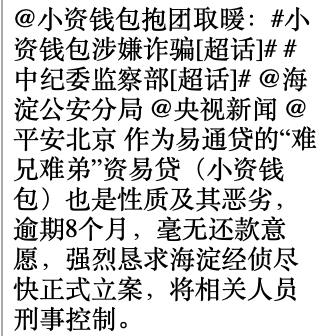 @小资钱包抱团取暖：#小
资钱包涉嫌诈骗[超话]# #
中纪委监察部[超话]# @海
淀公安分局 @央视新闻 @
平安北京 作为易通贷的“难
兄难弟”资易贷（小资钱
包）也是性质及其恶劣，
逾期8个月，毫无还款意
愿，强烈恳求海淀经侦尽
快正式立案，将相关人员
刑事控制。